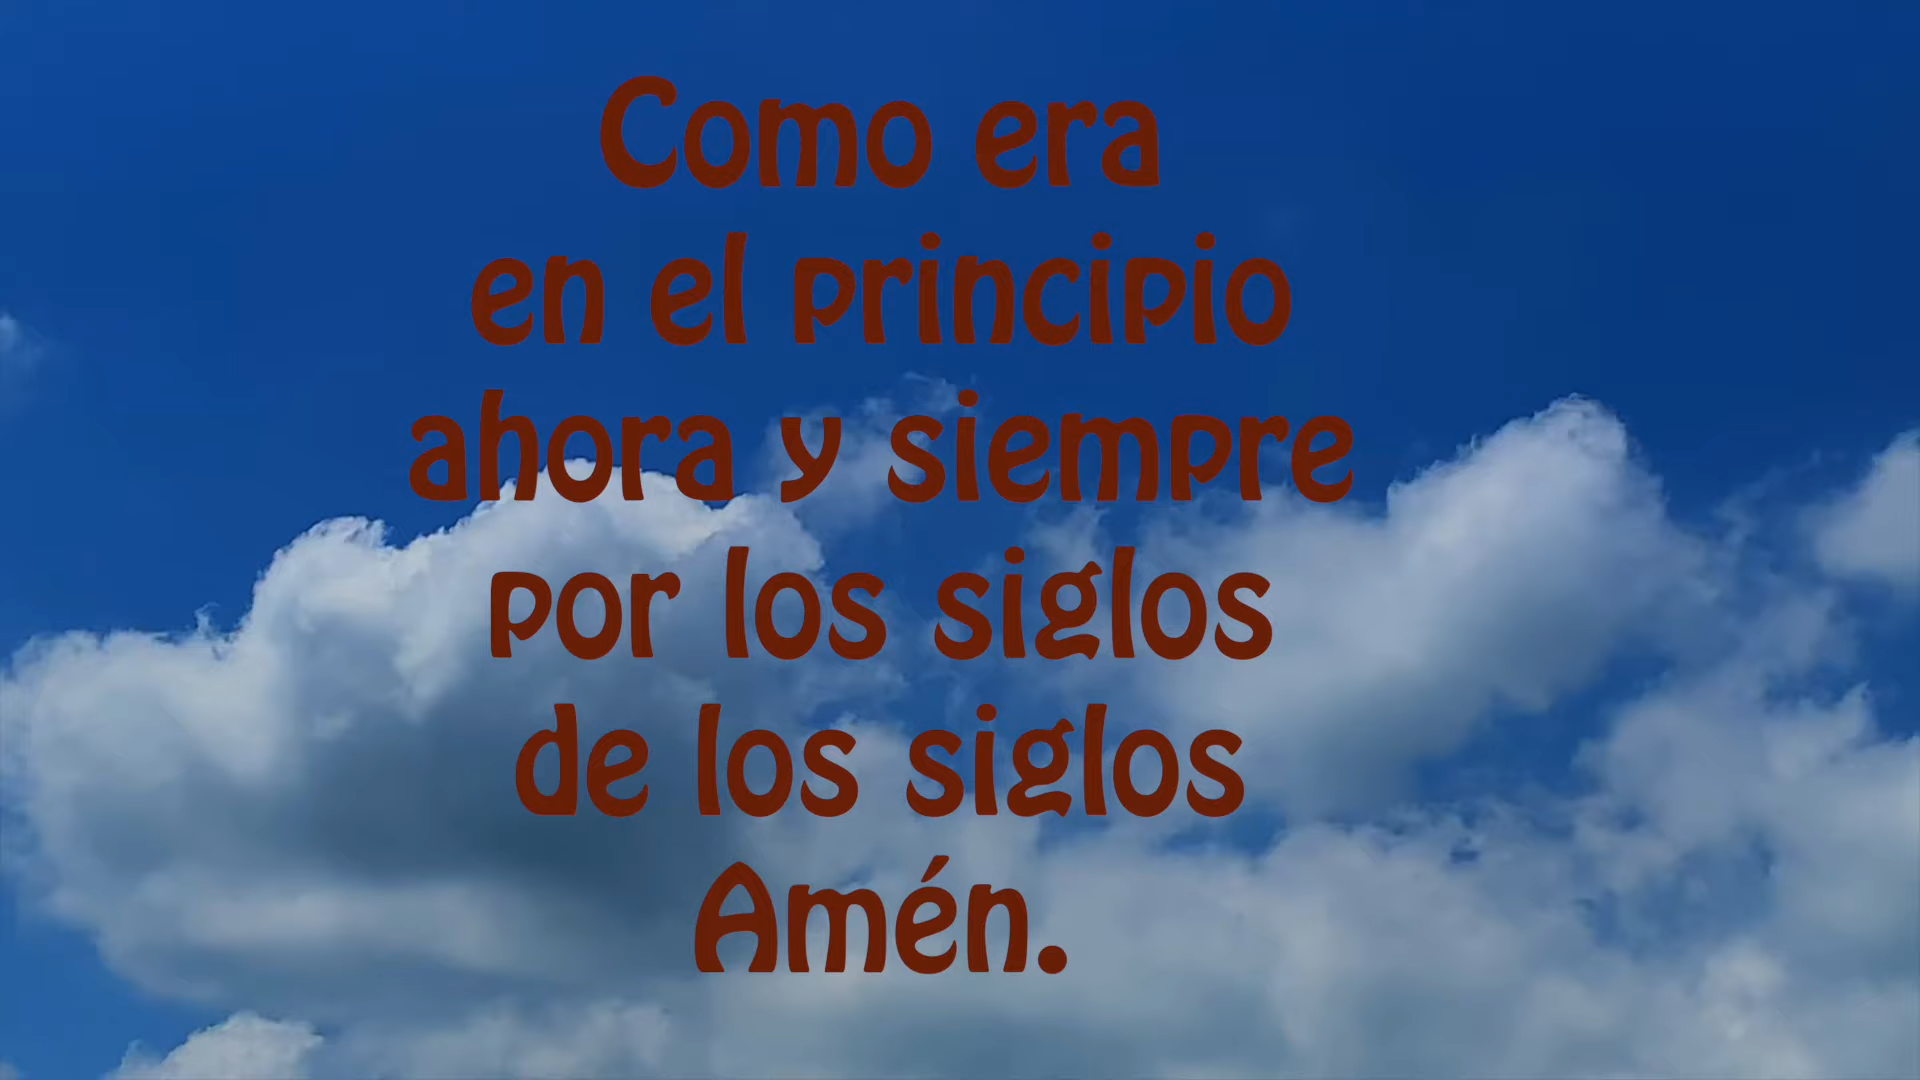 Como era
en el principio
ahora y siempre
por los siglos
de los siglos
Amén.